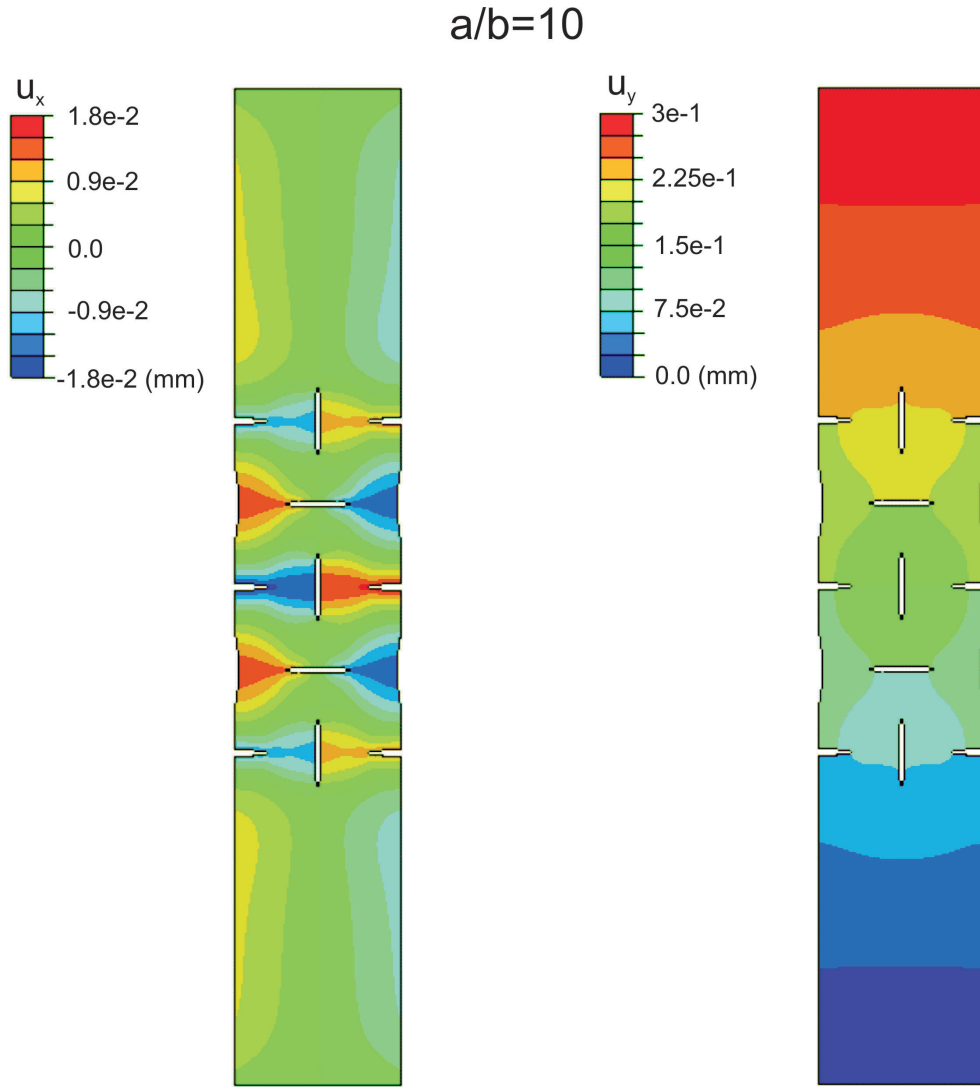 a/b=10
uₓ
1.8e-2
0.9e-2
0.0
-0.9e-2
-1.8e-2 (mm)
u_y
3e-1
2.25e-1
1.5e-1
7.5e-2
0.0 (mm)